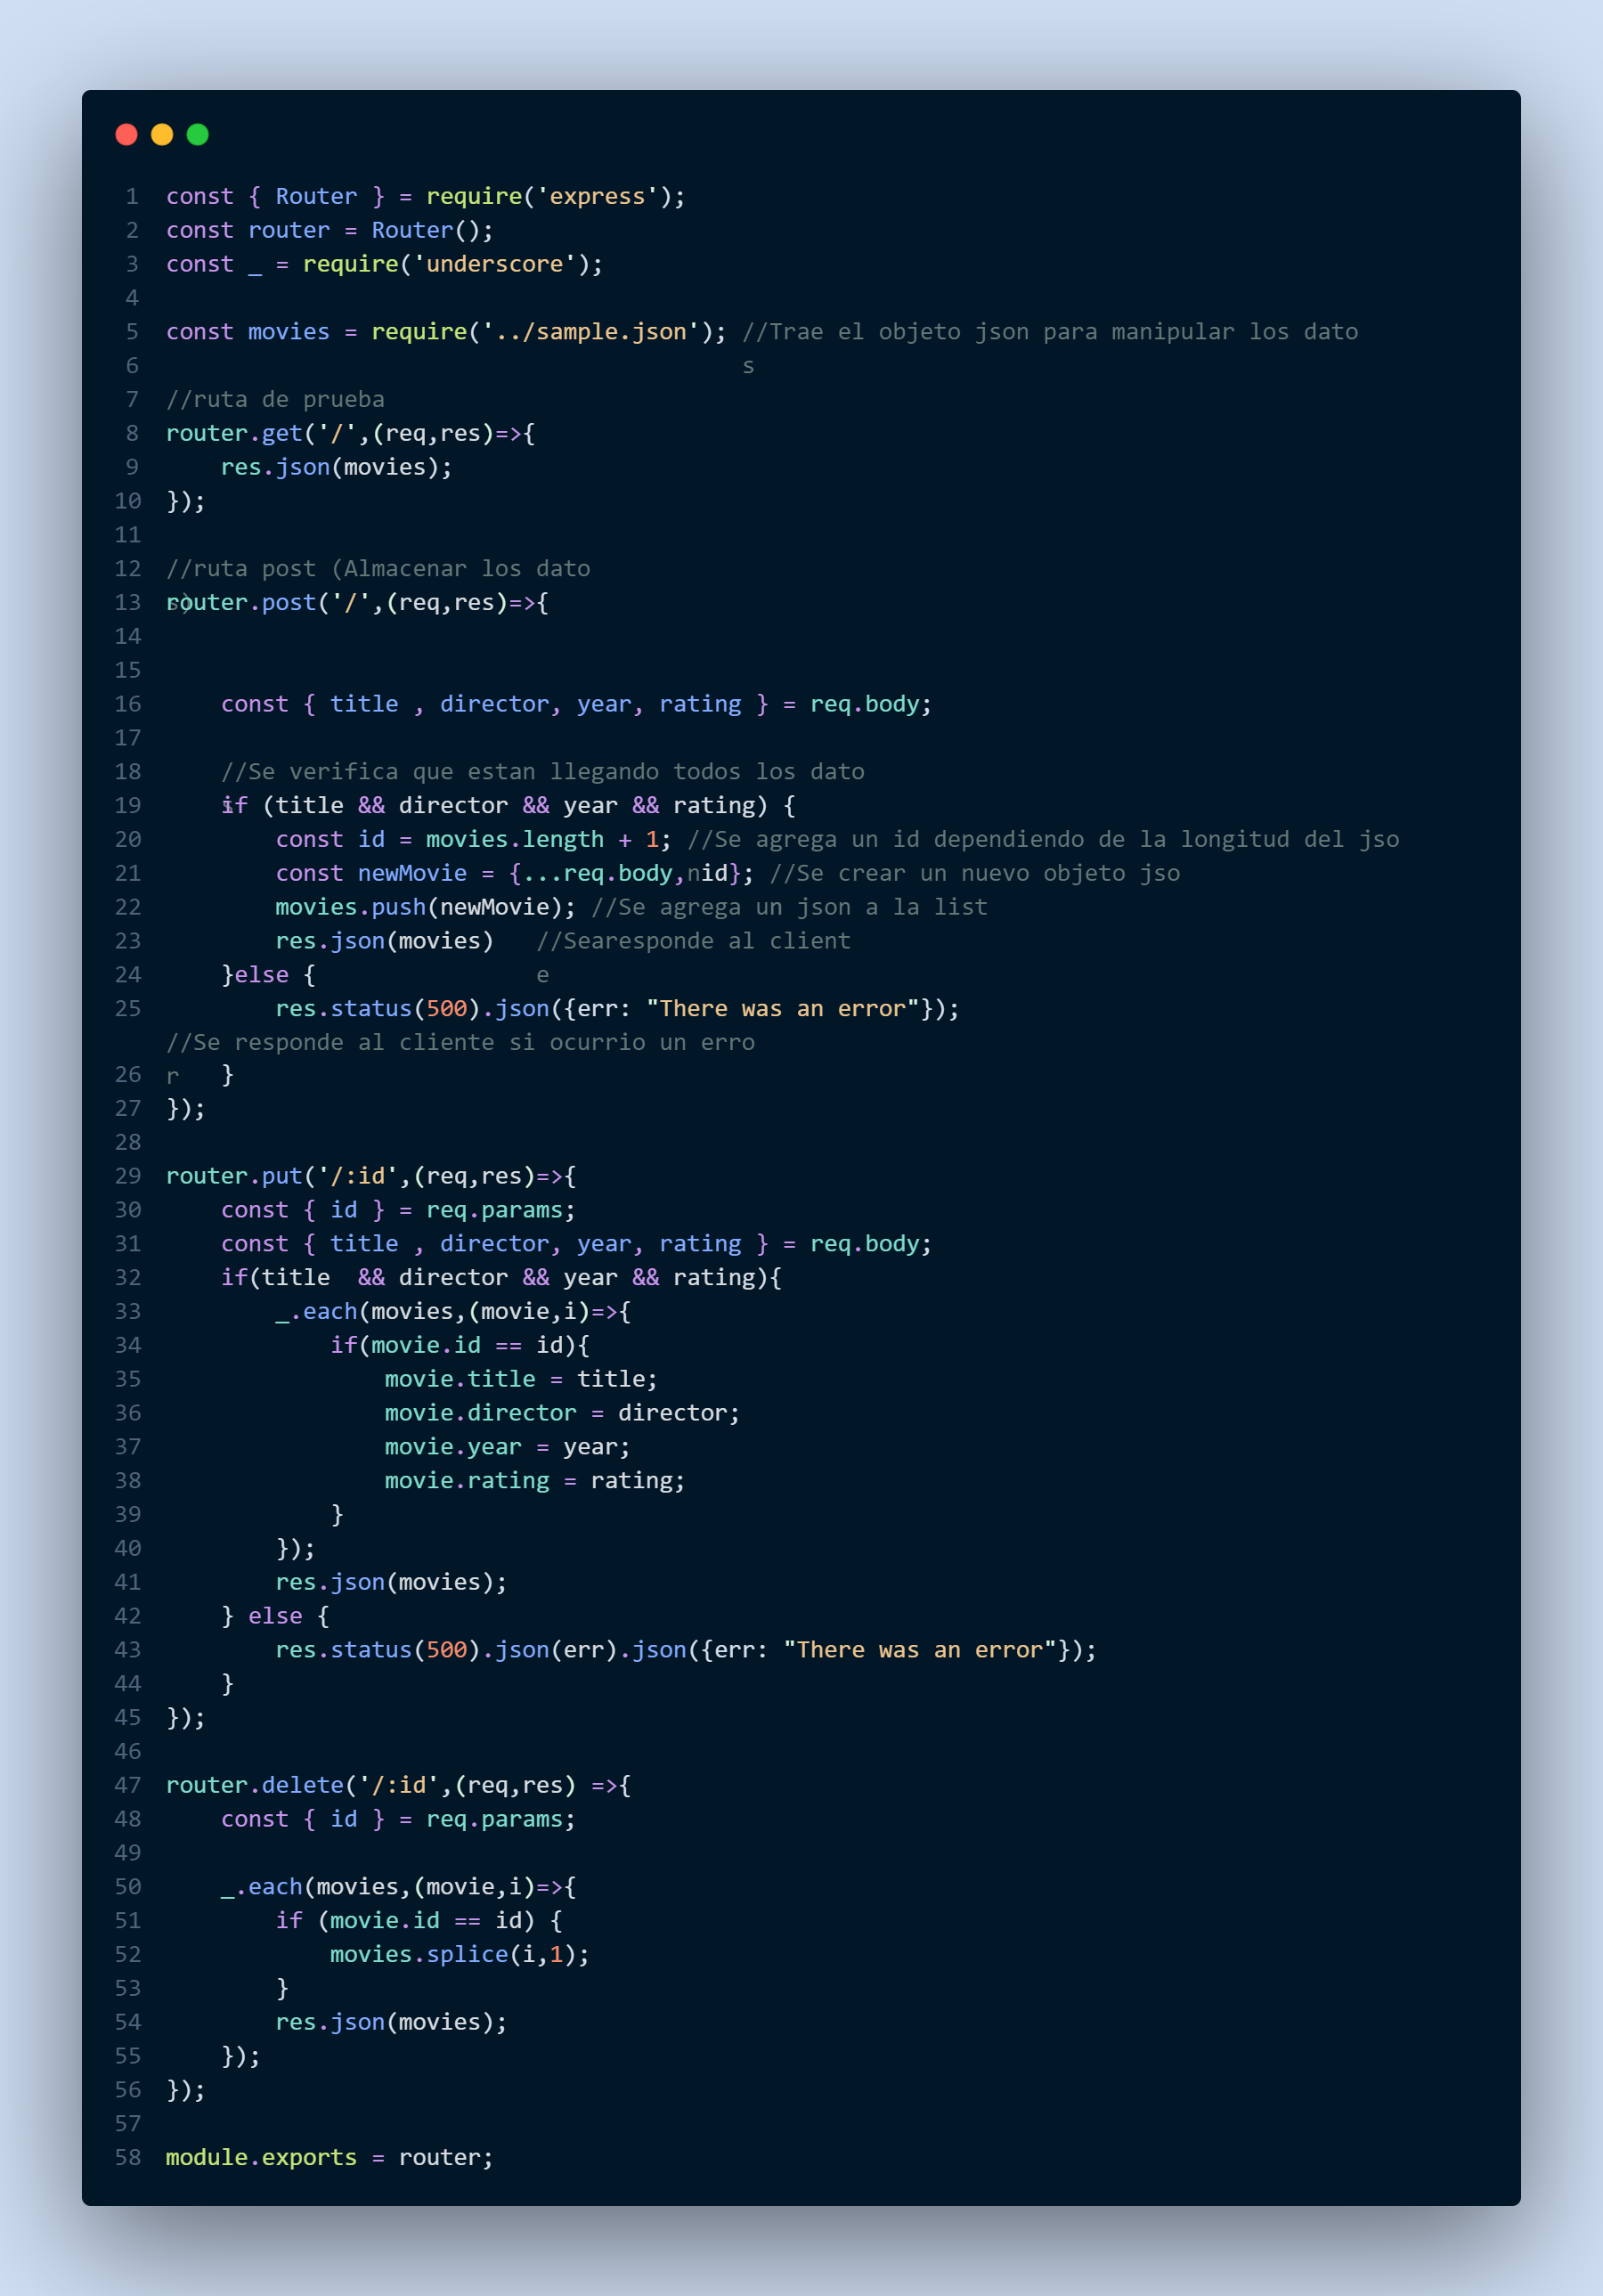 1 const { Router } = require('express');
2 const router = Router();
3 const _ = require('underscore');
4
5 const movies = require('../sample.json'); //Trae el objeto json para manipular los dato
6 s
7 //ruta de prueba
8 router.get('/',(req,res)=>{
9     res.json(movies);
10 });
11
12 //ruta post (Almacenar los dato
s)
13 router.post('/',(req,res)=>{
14
15
16     const { title , director, year, rating } = req.body;
17
18     //Se verifica que estan llegando todos los dato
s
19     if (title && director && year && rating) {
20         const id = movies.length + 1; //Se agrega un id dependiendo de la longitud del jso
n
21         const newMovie = {...req.body,id}; //Se crear un nuevo objeto jso
22         movies.push(newMovie); //Se agrega un json a la list
a
23         res.json(movies)   //Se responde al client
24     }else { e
25         res.status(500).json({err: "There was an error"});
//Se responde al cliente si ocurrio un erro
26 r   }
27 });
28
29 router.put('/:id',(req,res)=>{
30     const { id } = req.params;
31     const { title , director, year, rating } = req.body;
32     if(title  && director && year && rating){
33         _.each(movies,(movie,i)=>{
34             if(movie.id == id){
35                 movie.title = title;
36                 movie.director = director;
37                 movie.year = year;
38                 movie.rating = rating;
39             }
40         });
41         res.json(movies);
42     } else {
43         res.status(500).json(err).json({err: "There was an error"});
44     }
45 });
46
47 router.delete('/:id',(req,res) =>{
48     const { id } = req.params;
49
50     _.each(movies,(movie,i)=>{
51         if (movie.id == id) {
52             movies.splice(i,1);
53         }
54         res.json(movies);
55     });
56 });
57
58 module.exports = router;